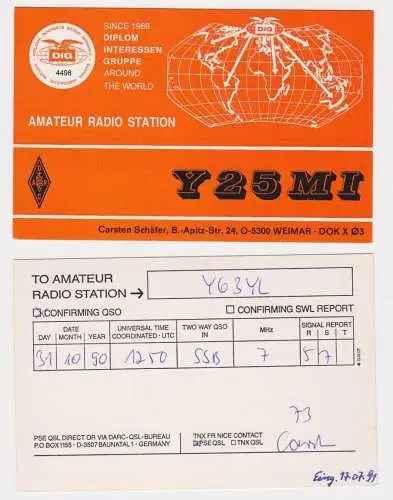 SINCE 1969
DIPLOM
INTERESSEN
GRUPPE
AROUND
THE WORLD
DIG
4498
DIG
AMATEUR RADIO STATION
Y25MI
Carsten Schäfer, B.-Apitz-Str. 24, O-5300 WEIMAR · DOK X Ø3
TO AMATEUR
RADIO STATION → Y63YL
CONFIRMING QSO CONFIRMING SWL REPORT
DATE UNIVERSAL TIME TWO WAY QSO MHz SIGNAL REPORT
DAY MONTH YEAR COORDINATED · UTC IN R S T
31 10 90 1250 SSB 7 5 7
73
PSE QSL DIRECT OR VIA DARC-QSL-BUREAU TNX FR NICE CONTACT
P.O.BOX 1155 · D-3507 BAUNATAL 1 · GERMANY PSE QSL TNX QSL
Eing. 17.07.91